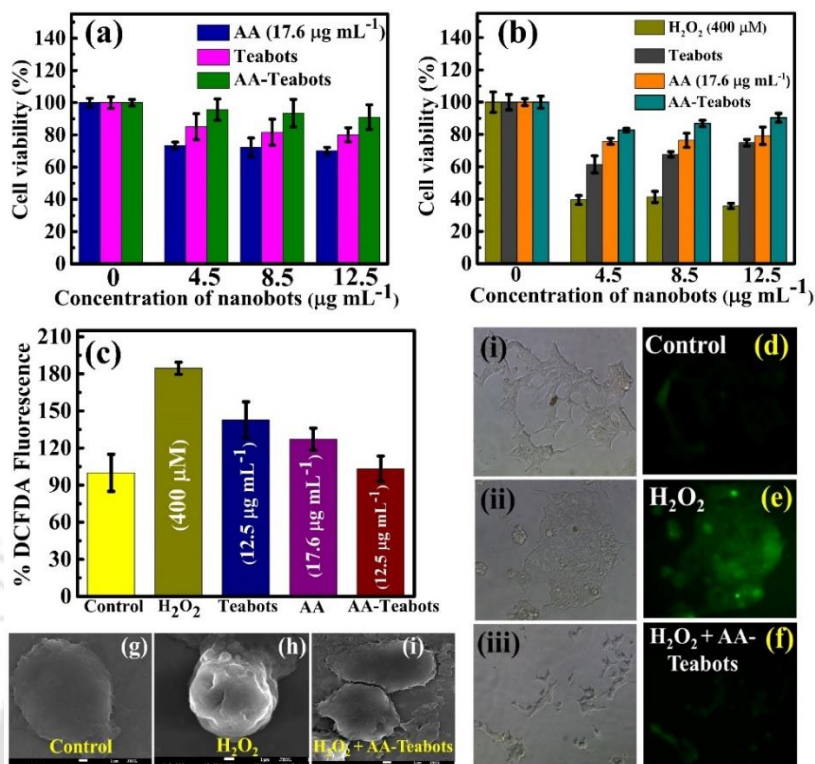 (a)
AA (17.6 µg mL⁻¹)
Teabots
AA-Teabots
Cell viability (%)
140
120
100
80
60
40
20
0
0 4.5 8.5 12.5
Concentration of nanobots (µg mL⁻¹)
(b)
H₂O₂ (400 µM)
Teabots
AA (17.6 µg mL⁻¹)
AA-Teabots
Cell viability (%)
140
120
100
80
60
40
20
0
0 4.5 8.5 12.5
Concentration of nanobots (µg mL⁻¹)
(c)
% DCFDA Fluorescence
210
180
150
120
90
60
30
0
(400 µM)
(12.5 µg mL⁻¹)
(17.6 µg mL⁻¹)
(12.5 µg mL⁻¹)
Control H₂O₂ Teabots AA AA-Teabots
(i)
Control (d)
(ii)
H₂O₂ (e)
(iii)
H₂O₂ + AA-
Teabots (f)
(g)
Control
(h)
H₂O₂
(i)
H₂O₂ + AA-Teabots